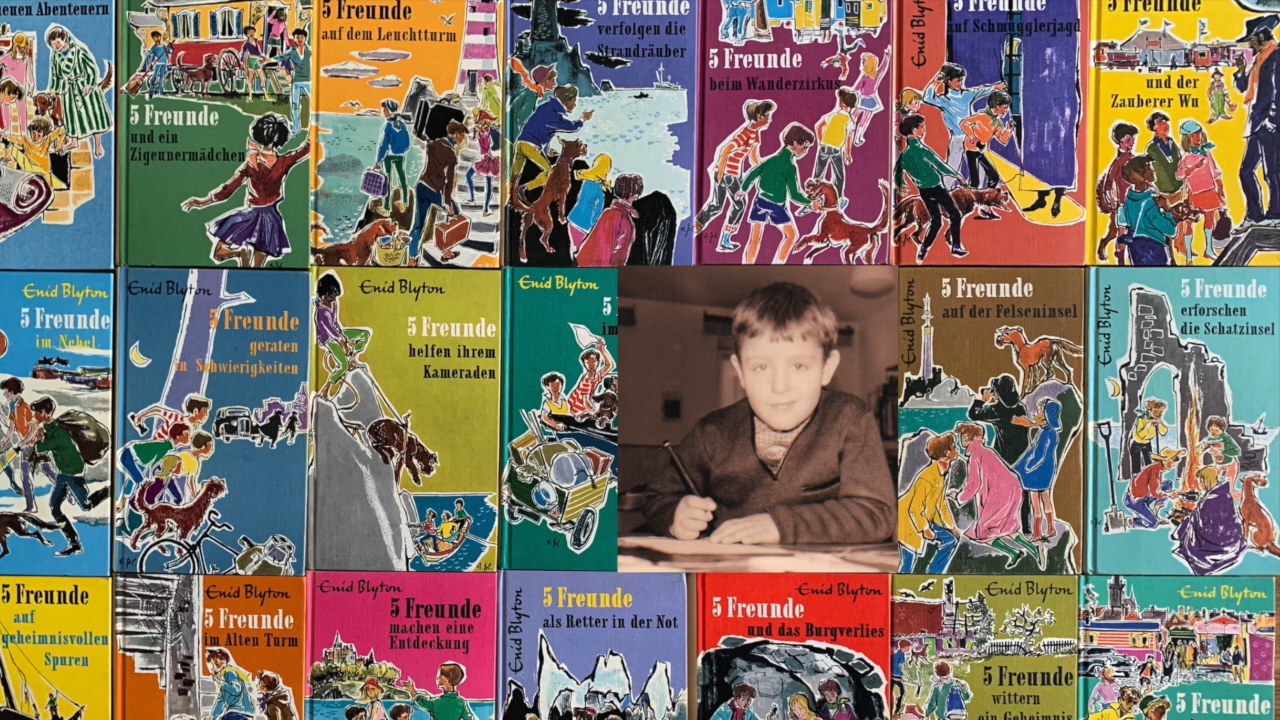 neuen Abenteuern
5 Freunde
und ein
Zigeunermädchen
5 Freunde
auf dem Leuchtturm
5 Freunde
verfolgen die
Strandräuber
5 Freunde
beim Wanderzirkus
Enid Blyton
5 Freunde
auf Schmugglerjagd
5 Freunde
und der
Zauberer Wu
Enid Blyton
5 Freunde
im Nebel
Enid Blyton
5 Freunde
geraten
in Schwierigkeiten
Enid Blyton
5 Freunde
helfen ihrem
Kameraden
Enid Blyton
5
im
Enid Blyton
5 Freunde
auf der Felseninsel
Enid Blyton
5 Freunde
erforschen
die Schatzinsel
5 Freunde
auf
geheimnisvollen
Spuren
Enid Blyton
5 Freunde
im Alten Turm
Enid Blyton
5 Freunde
machen eine
Entdeckung
Enid Blyton
5 Freunde
als Retter in der Not
Enid Blyton
5 Freunde
und das Burgverlies
Enid Blyton
5 Freunde
wittern
ein Geheimnis
Enid Blyton
5 Freunde